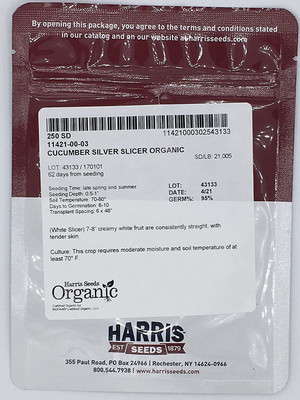 By opening this package, you agree to the terms and conditions stated
in our catalog and on our website at harrisseeds.com
250 SD
11421-00-03
11421000302543133
CUCUMBER SILVER SLICER ORGANIC
SD/LB: 21,005
LOT: 43133 / 170101
62 days from seeding
Seeding Time: late spring and summer
Seeding Depth: 0.5-1"
Soil Temperature: 70-80°
Days to Germination: 6-10
Transplant Spacing: 6 x 48"
LOT: 43133
DATE: 4/21
GERM%: 95%
(White Slicer) 7-8' creamy white fruit are consistently straight, with
tender skin.
Culture: This crop requires moderate moisture and soil temperature of at
least 70° F.
Harris Seeds
Organic
HARRIS
EST SEEDS 1879
355 Paul Road, PO Box 24966 | Rochester, NY 14624-0966
800.544.7938 | www.harrisseeds.com